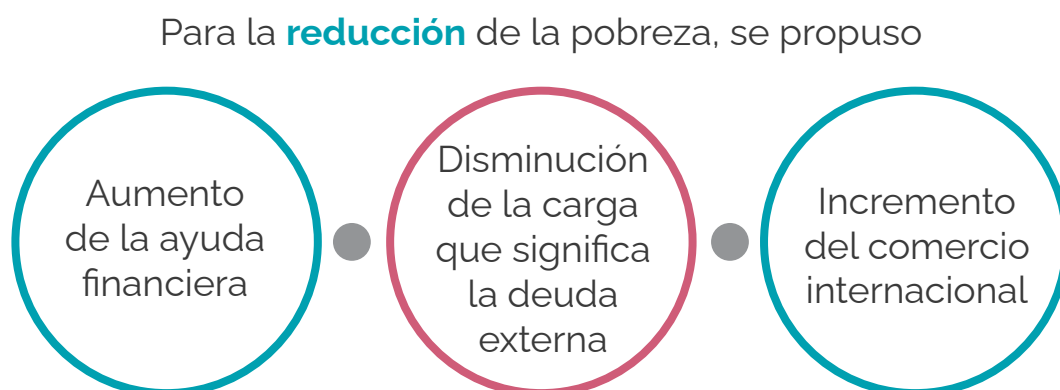 Para la reducción de la pobreza, se propuso
Aumento
de la ayuda
financiera
Disminución
de la carga
que significa
la deuda
externa
Incremento
del comercio
internacional